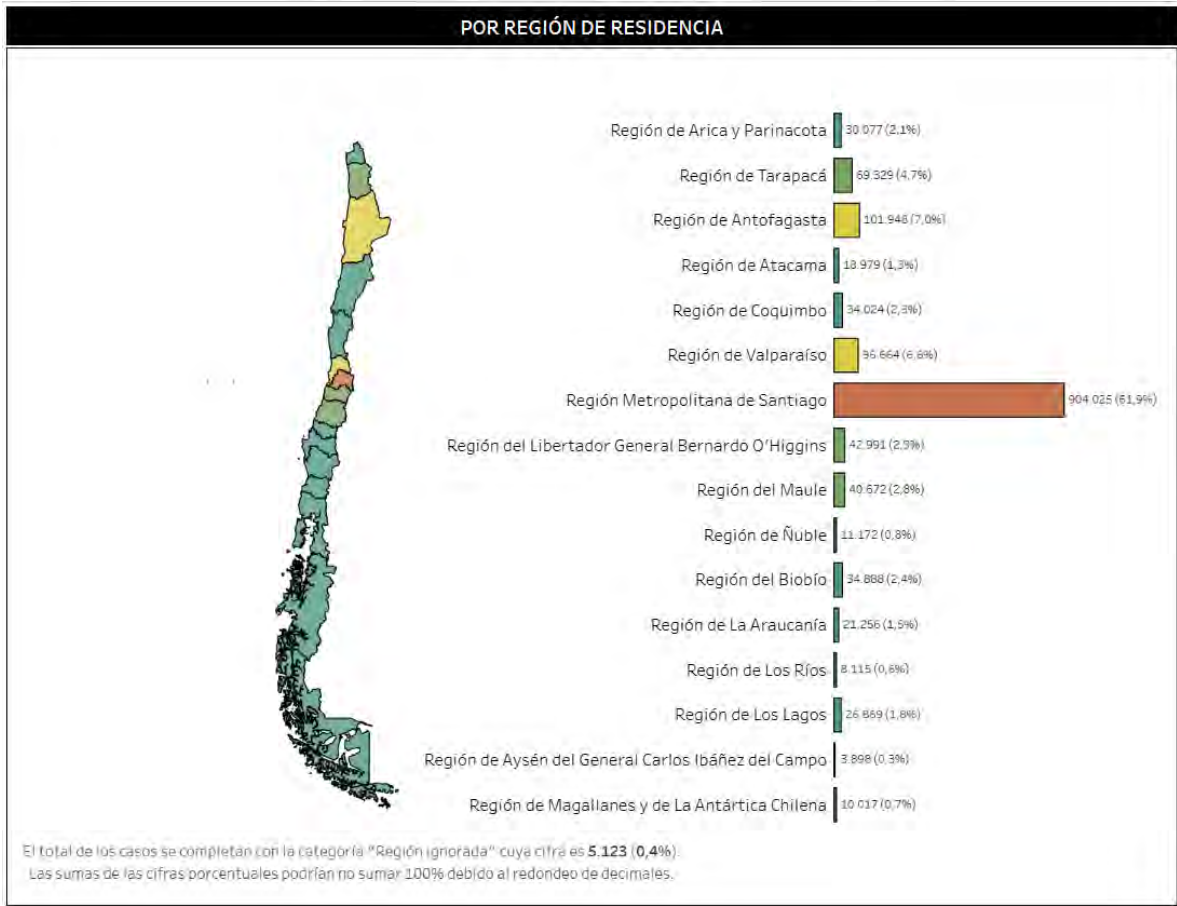 POR REGIÓN DE RESIDENCIA
Región de Arica y Parinacota 30.077 (2,1%)
Región de Tarapacá 69.329 (4,7%)
Región de Antofagasta 101.948 (7,0%)
Región de Atacama 18.979 (1,3%)
Región de Coquimbo 34.024 (2,3%)
Región de Valparaíso 96.664 (6,6%)
Región Metropolitana de Santiago 904.025 (61,9%)
Región del Libertador General Bernardo O'Higgins 42.991 (2,9%)
Región del Maule 40.672 (2,8%)
Región de Ñuble 11.172 (0,8%)
Región del Biobío 34.888 (2,4%)
Región de La Araucanía 21.256 (1,5%)
Región de Los Ríos 8.115 (0,6%)
Región de Los Lagos 26.869 (1,8%)
Región de Aysén del General Carlos Ibáñez del Campo 3.898 (0,3%)
Región de Magallanes y de La Antártica Chilena 10.017 (0,7%)
El total de los casos se completan con la categoría "Región ignorada" cuya cifra es 5.123 (0,4%).
Las sumas de las cifras porcentuales podrían no sumar 100% debido al redondeo de decimales.